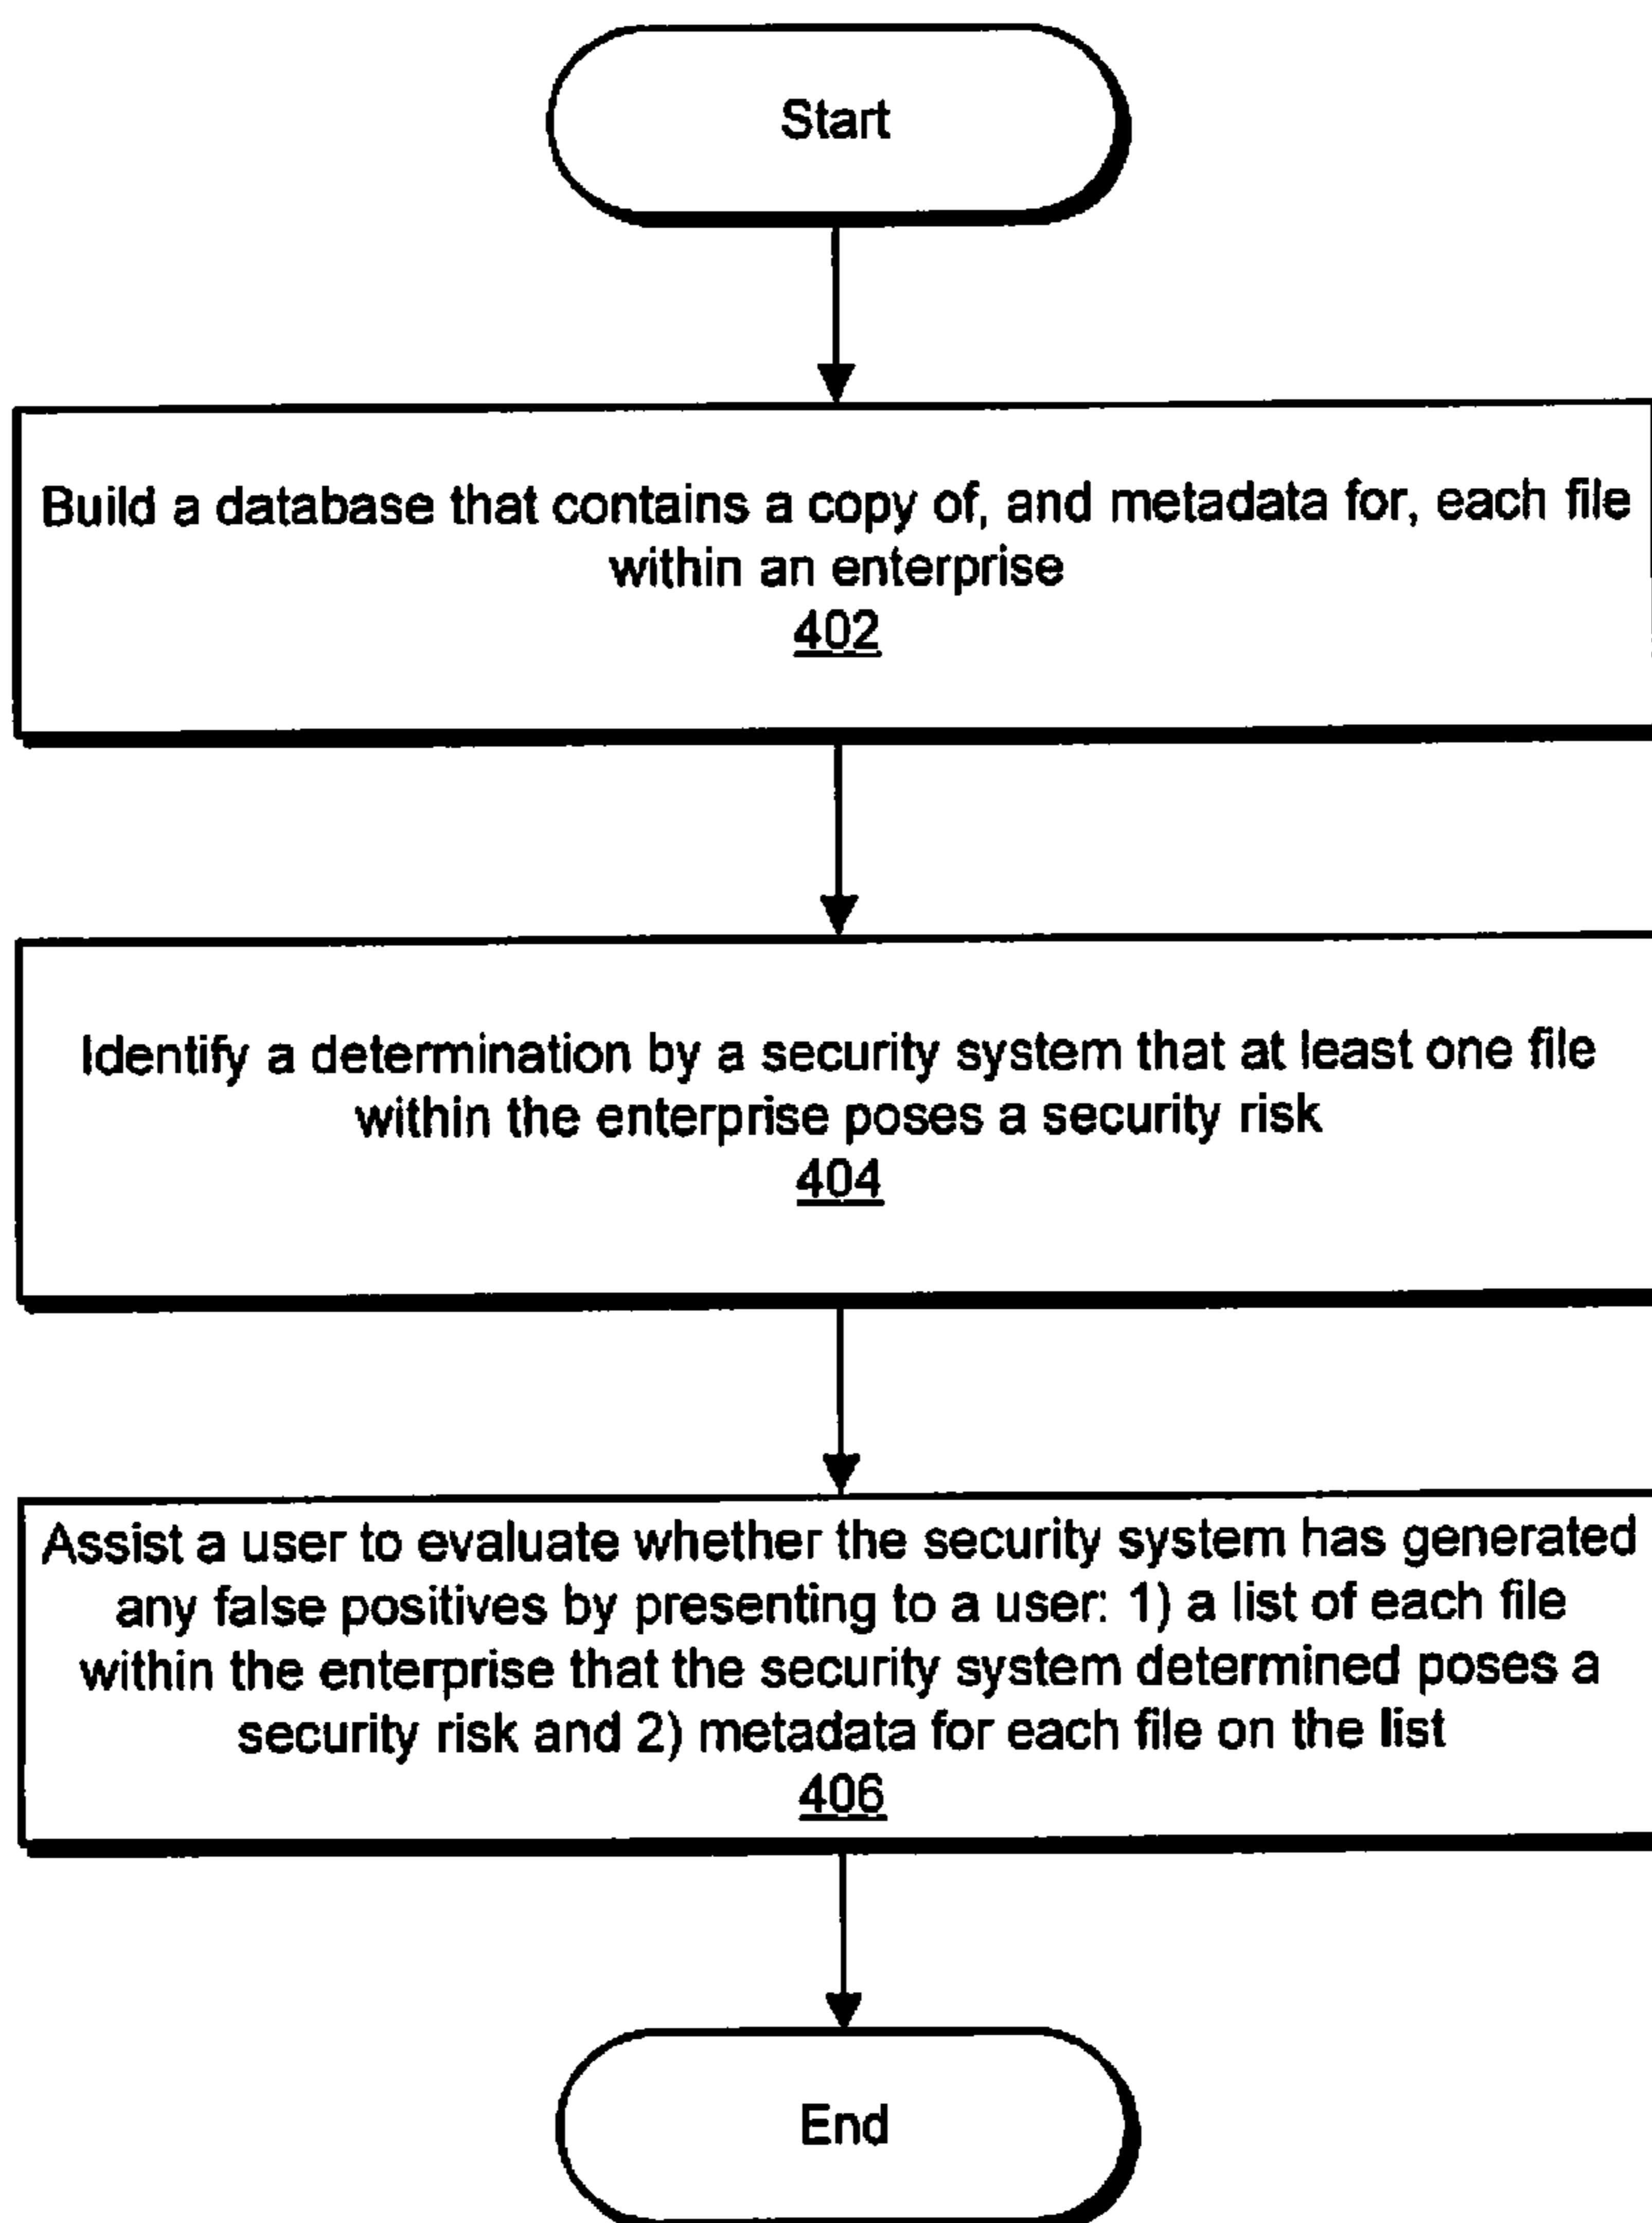 Start
Build a database that contains a copy of, and metadata for, each file
within an enterprise
402
Identify a determination by a security system that at least one file
within the enterprise poses a security risk
404
Assist a user to evaluate whether the security system has generated
any false positives by presenting to a user: 1) a list of each file
within the enterprise that the security system determined poses a
security risk and 2) metadata for each file on the list
406
End